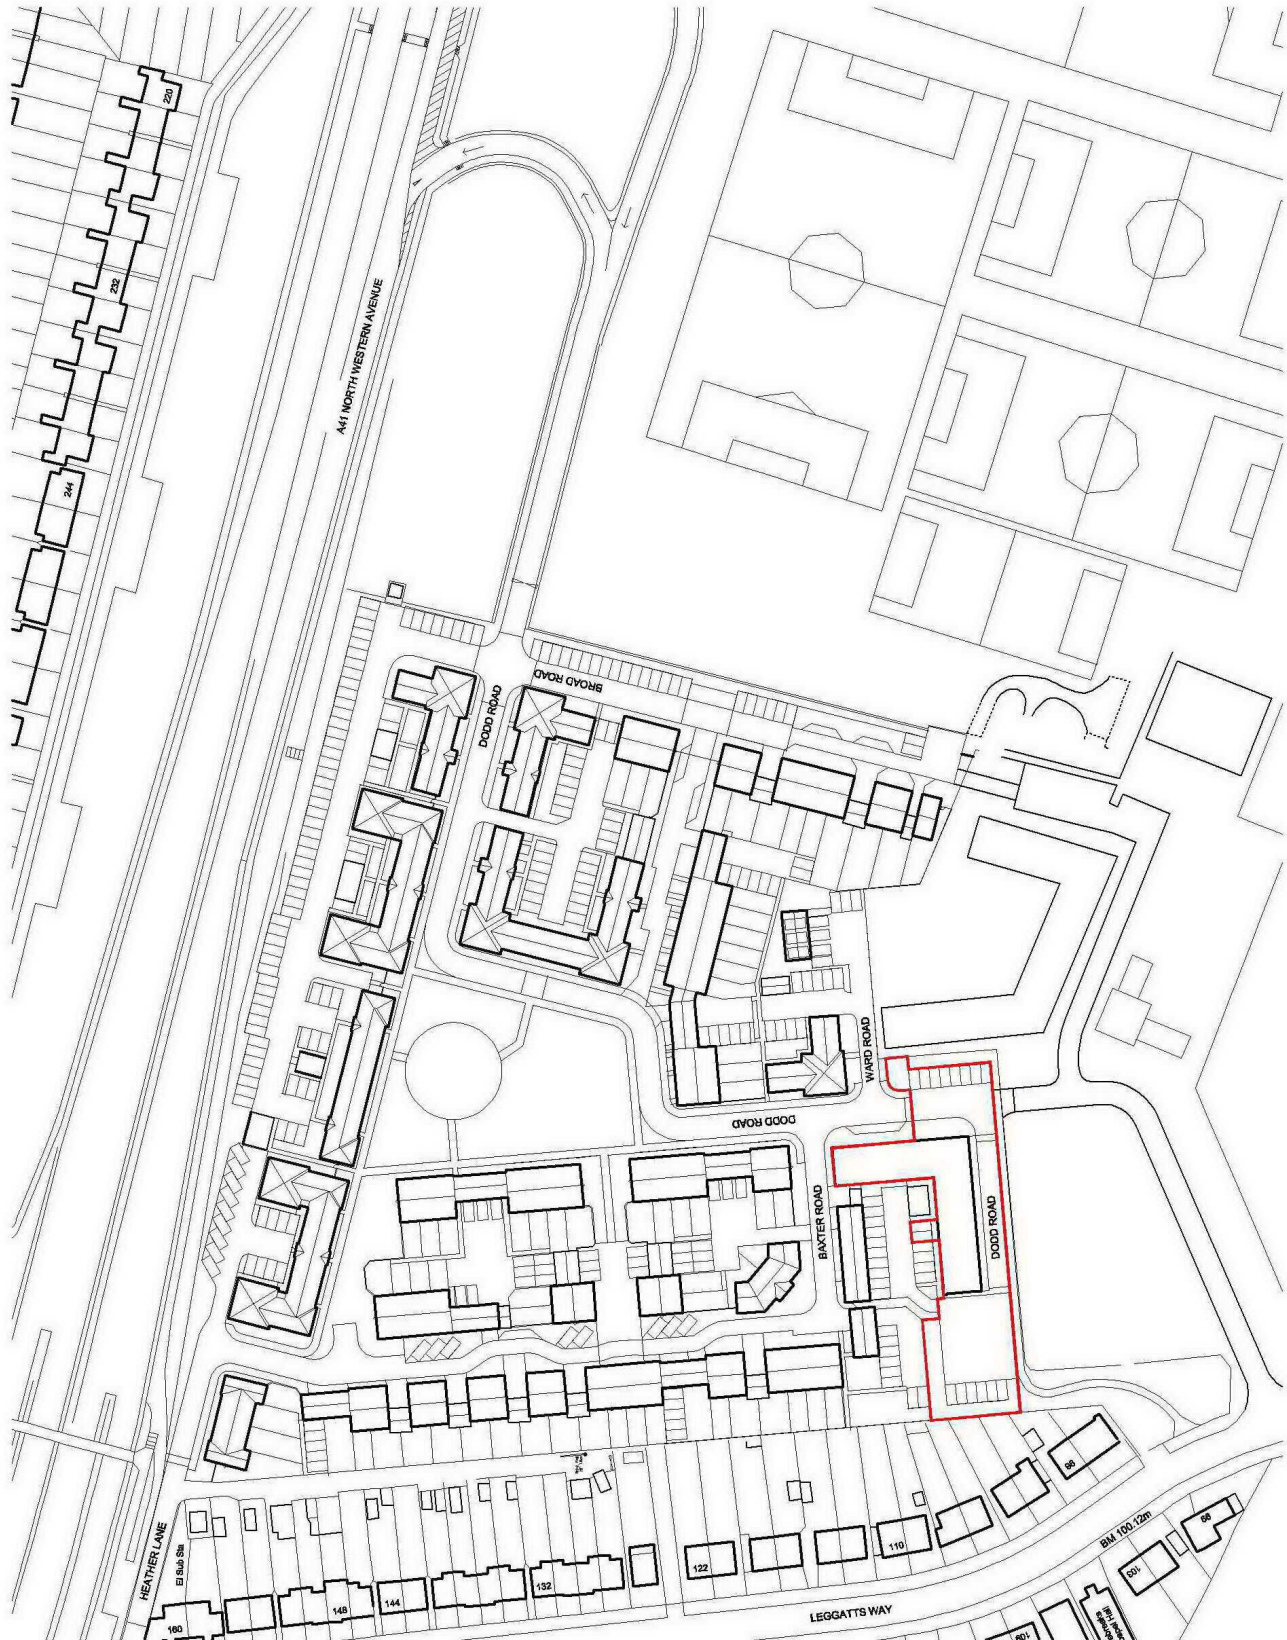 220
232
A41 NORTH WESTERN AVENUE
244
BROAD ROAD
DODD ROAD
WARD ROAD
DODD ROAD
BAXTER ROAD
DODD ROAD
HEATHER LANE
El Sub Sta
160
148
144
132
122
110
98
BM 100.12m
LEGGATTS WAY
103
88
109
Hall